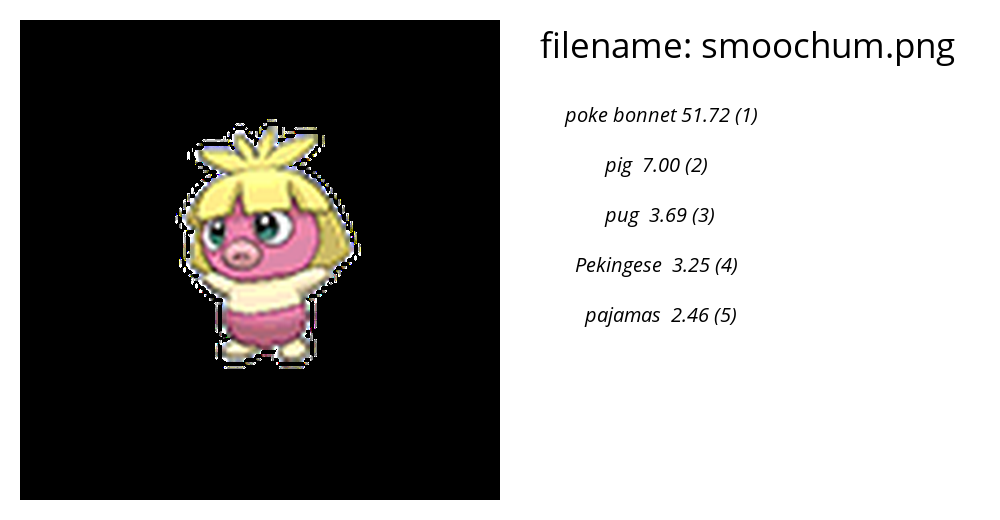 filename: smoochum.png
poke bonnet 51.72 (1)
pig 7.00 (2)
pug 3.69 (3)
Pekingese 3.25 (4)
pajamas 2.46 (5)